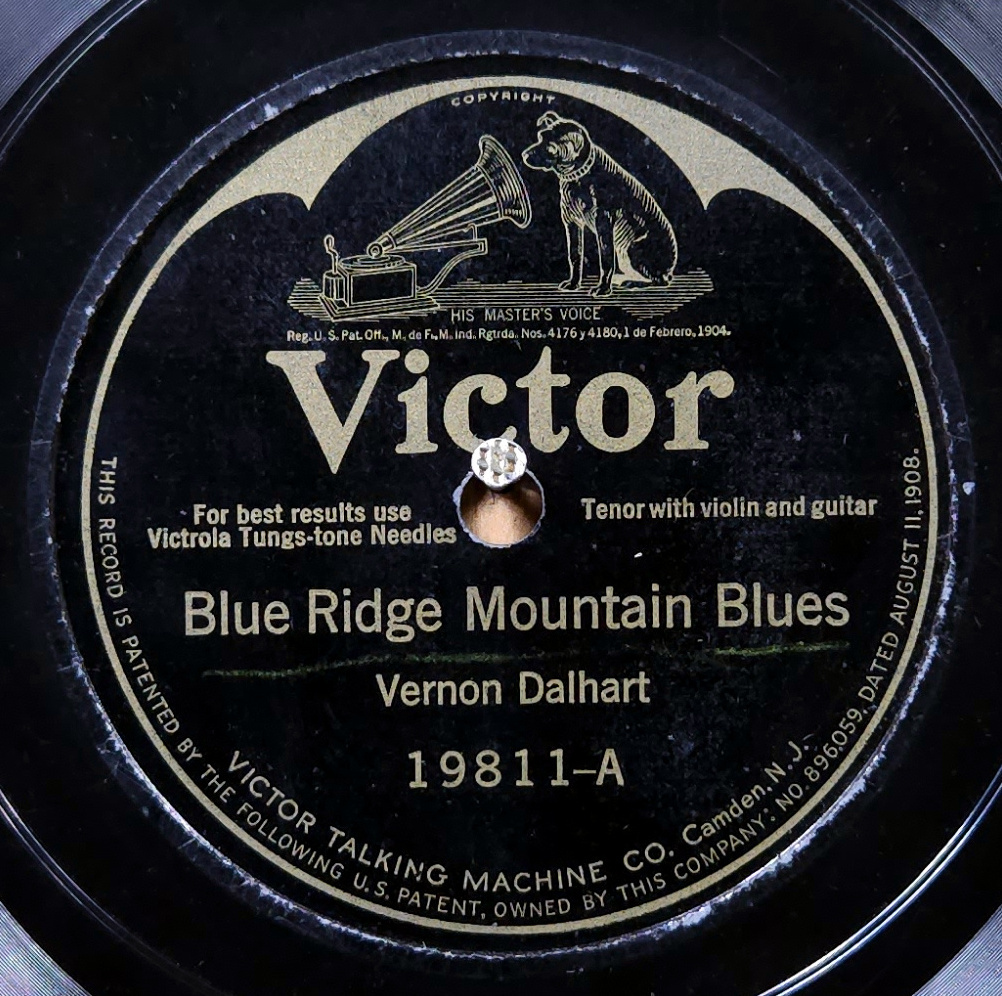 COPYRIGHT
HIS MASTER'S VOICE
Reg. U.S. Pat. Off., M. de F., M. ind. Rgtrda. Nos. 4176 y 4180, 1 de Febrero, 1904.
Victor
For best results use
Victrola Tungs-tone Needles
Tenor with violin and guitar
Blue Ridge Mountain Blues
Vernon Dalhart
19811-A
VICTOR TALKING MACHINE CO. Camden, N.J.
THIS RECORD IS PATENTED BY THE FOLLOWING U.S. PATENT, OWNED BY THIS COMPANY: NO. 896,059, DATED AUGUST 11, 1908.